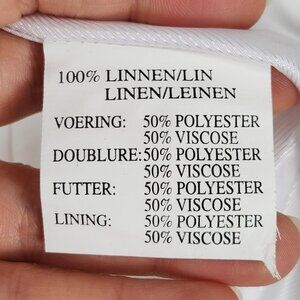 100% LINNEN/LIN
LINEN/LEINEN
VOERING: 50% POLYESTER
50% VISCOSE
DOUBLURE: 50% POLYESTER
50% VISCOSE
FUTTER: 50% POLYESTER
50% VISCOSE
LINING: 50% POLYESTER
50% VISCOSE